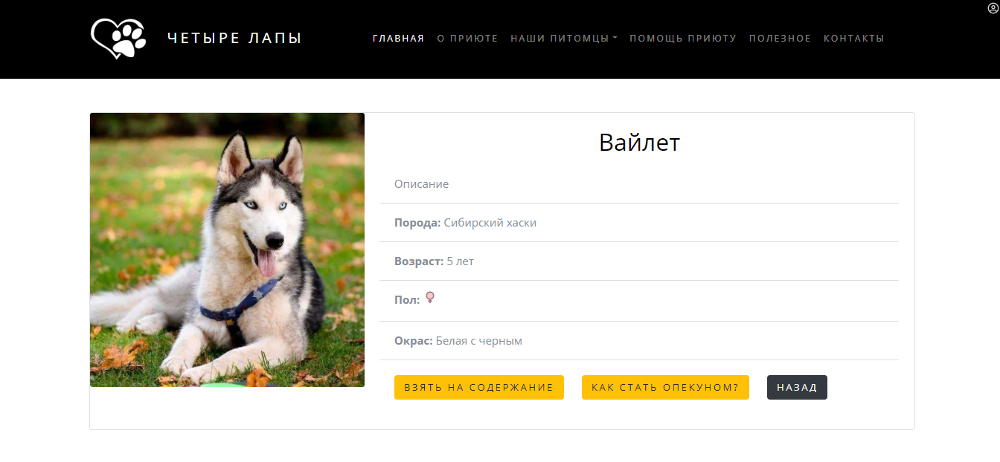 ЧЕТЫРЕ ЛАПЫ
ГЛАВНАЯ О ПРИЮТЕ НАШИ ПИТОМЦЫ ПОМОЩЬ ПРИЮТУ ПОЛЕЗНОЕ КОНТАКТЫ
Вайлет
Описание
Порода: Сибирский хаски
Возраст: 5 лет
Пол:
Окрас: Белая с черным
ВЗЯТЬ НА СОДЕРЖАНИЕ КАК СТАТЬ ОПЕКУНОМ? НАЗАД